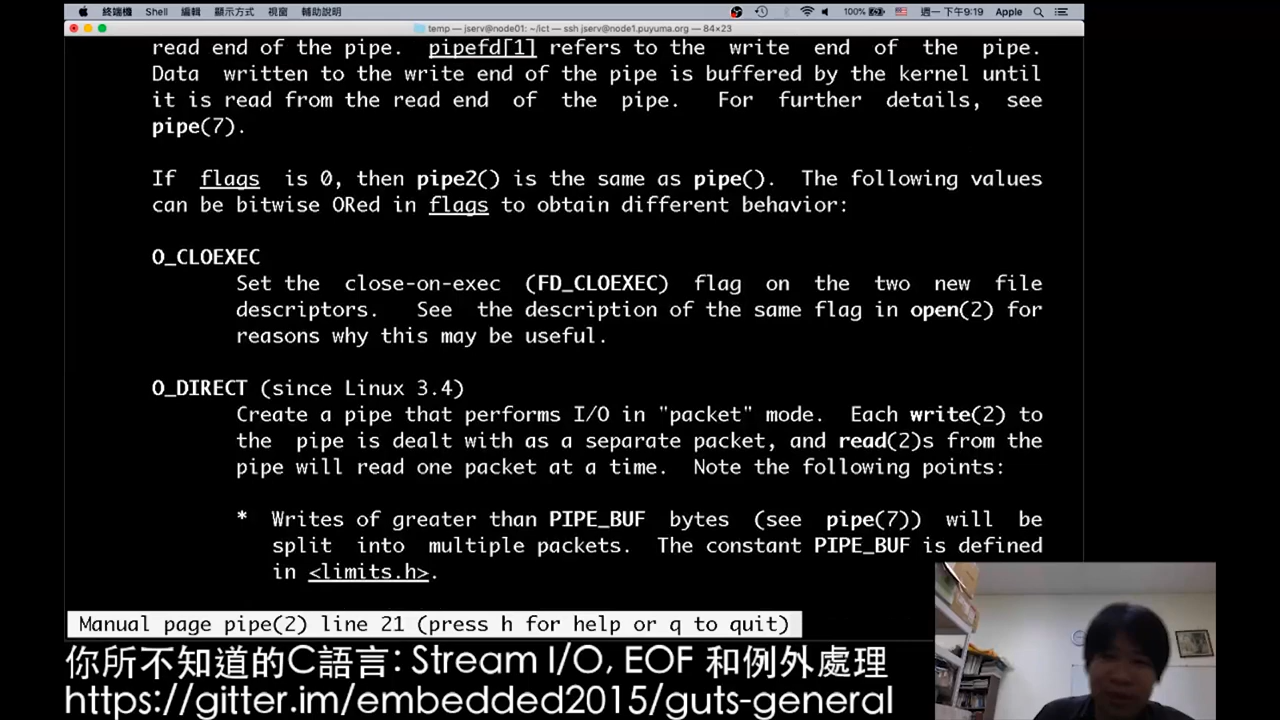 終端機 Shell 編輯 顯示方式 視窗 輔助說明 100% 週一 下午9:19 Apple
temp — jserv@node01: ~/lct — ssh jserv@node1.puyuma.org — 84×23
read end of the pipe. pipefd[1] refers to the write end of the pipe.
Data written to the write end of the pipe is buffered by the kernel until
it is read from the read end of the pipe. For further details, see
pipe(7).
If flags is 0, then pipe2() is the same as pipe(). The following values
can be bitwise ORed in flags to obtain different behavior:
O_CLOEXEC
Set the close-on-exec (FD_CLOEXEC) flag on the two new file
descriptors. See the description of the same flag in open(2) for
reasons why this may be useful.
O_DIRECT (since Linux 3.4)
Create a pipe that performs I/O in "packet" mode. Each write(2) to
the pipe is dealt with as a separate packet, and read(2)s from the
pipe will read one packet at a time. Note the following points:
* Writes of greater than PIPE_BUF bytes (see pipe(7)) will be
split into multiple packets. The constant PIPE_BUF is defined
in <limits.h>.
Manual page pipe(2) line 21 (press h for help or q to quit)
你所不知道的C語言: Stream I/O, EOF 和例外處理
https://gitter.im/embedded2015/guts-general